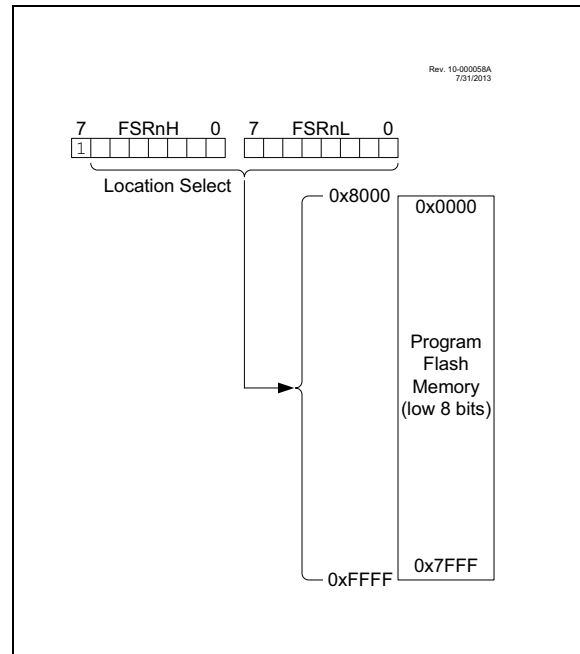 Rev. 10-000058A
7/31/2013
7 FSRnH 0 7 FSRnL 0
1
Location Select
0x8000
0x0000
Program
Flash
Memory
(low 8 bits)
0x7FFF
0xFFFF